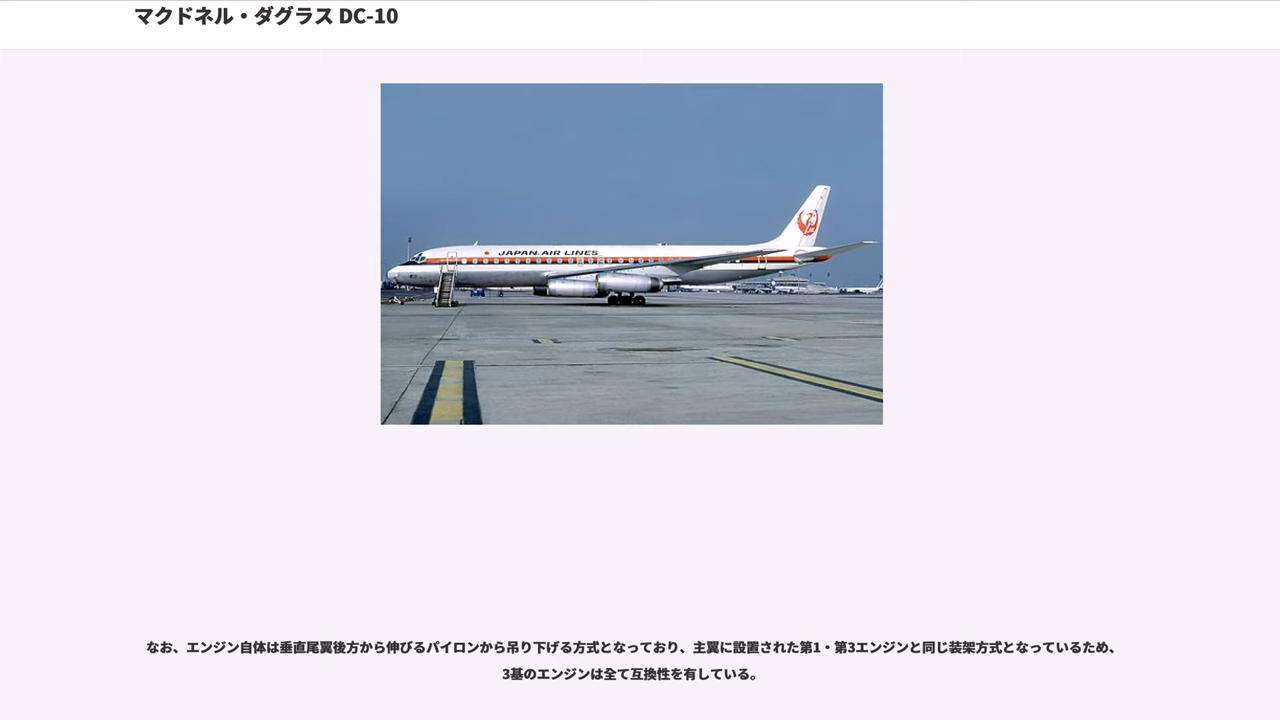 マクドネル・ダグラス DC-10
JAPAN AIR LINES
なお、エンジン自体は垂直尾翼後方から伸びるパイロンから吊り下げる方式となっており、主翼に設置された第1・第3エンジンと同じ装架方式となっているため、
3基のエンジンは全て互換性を有している。